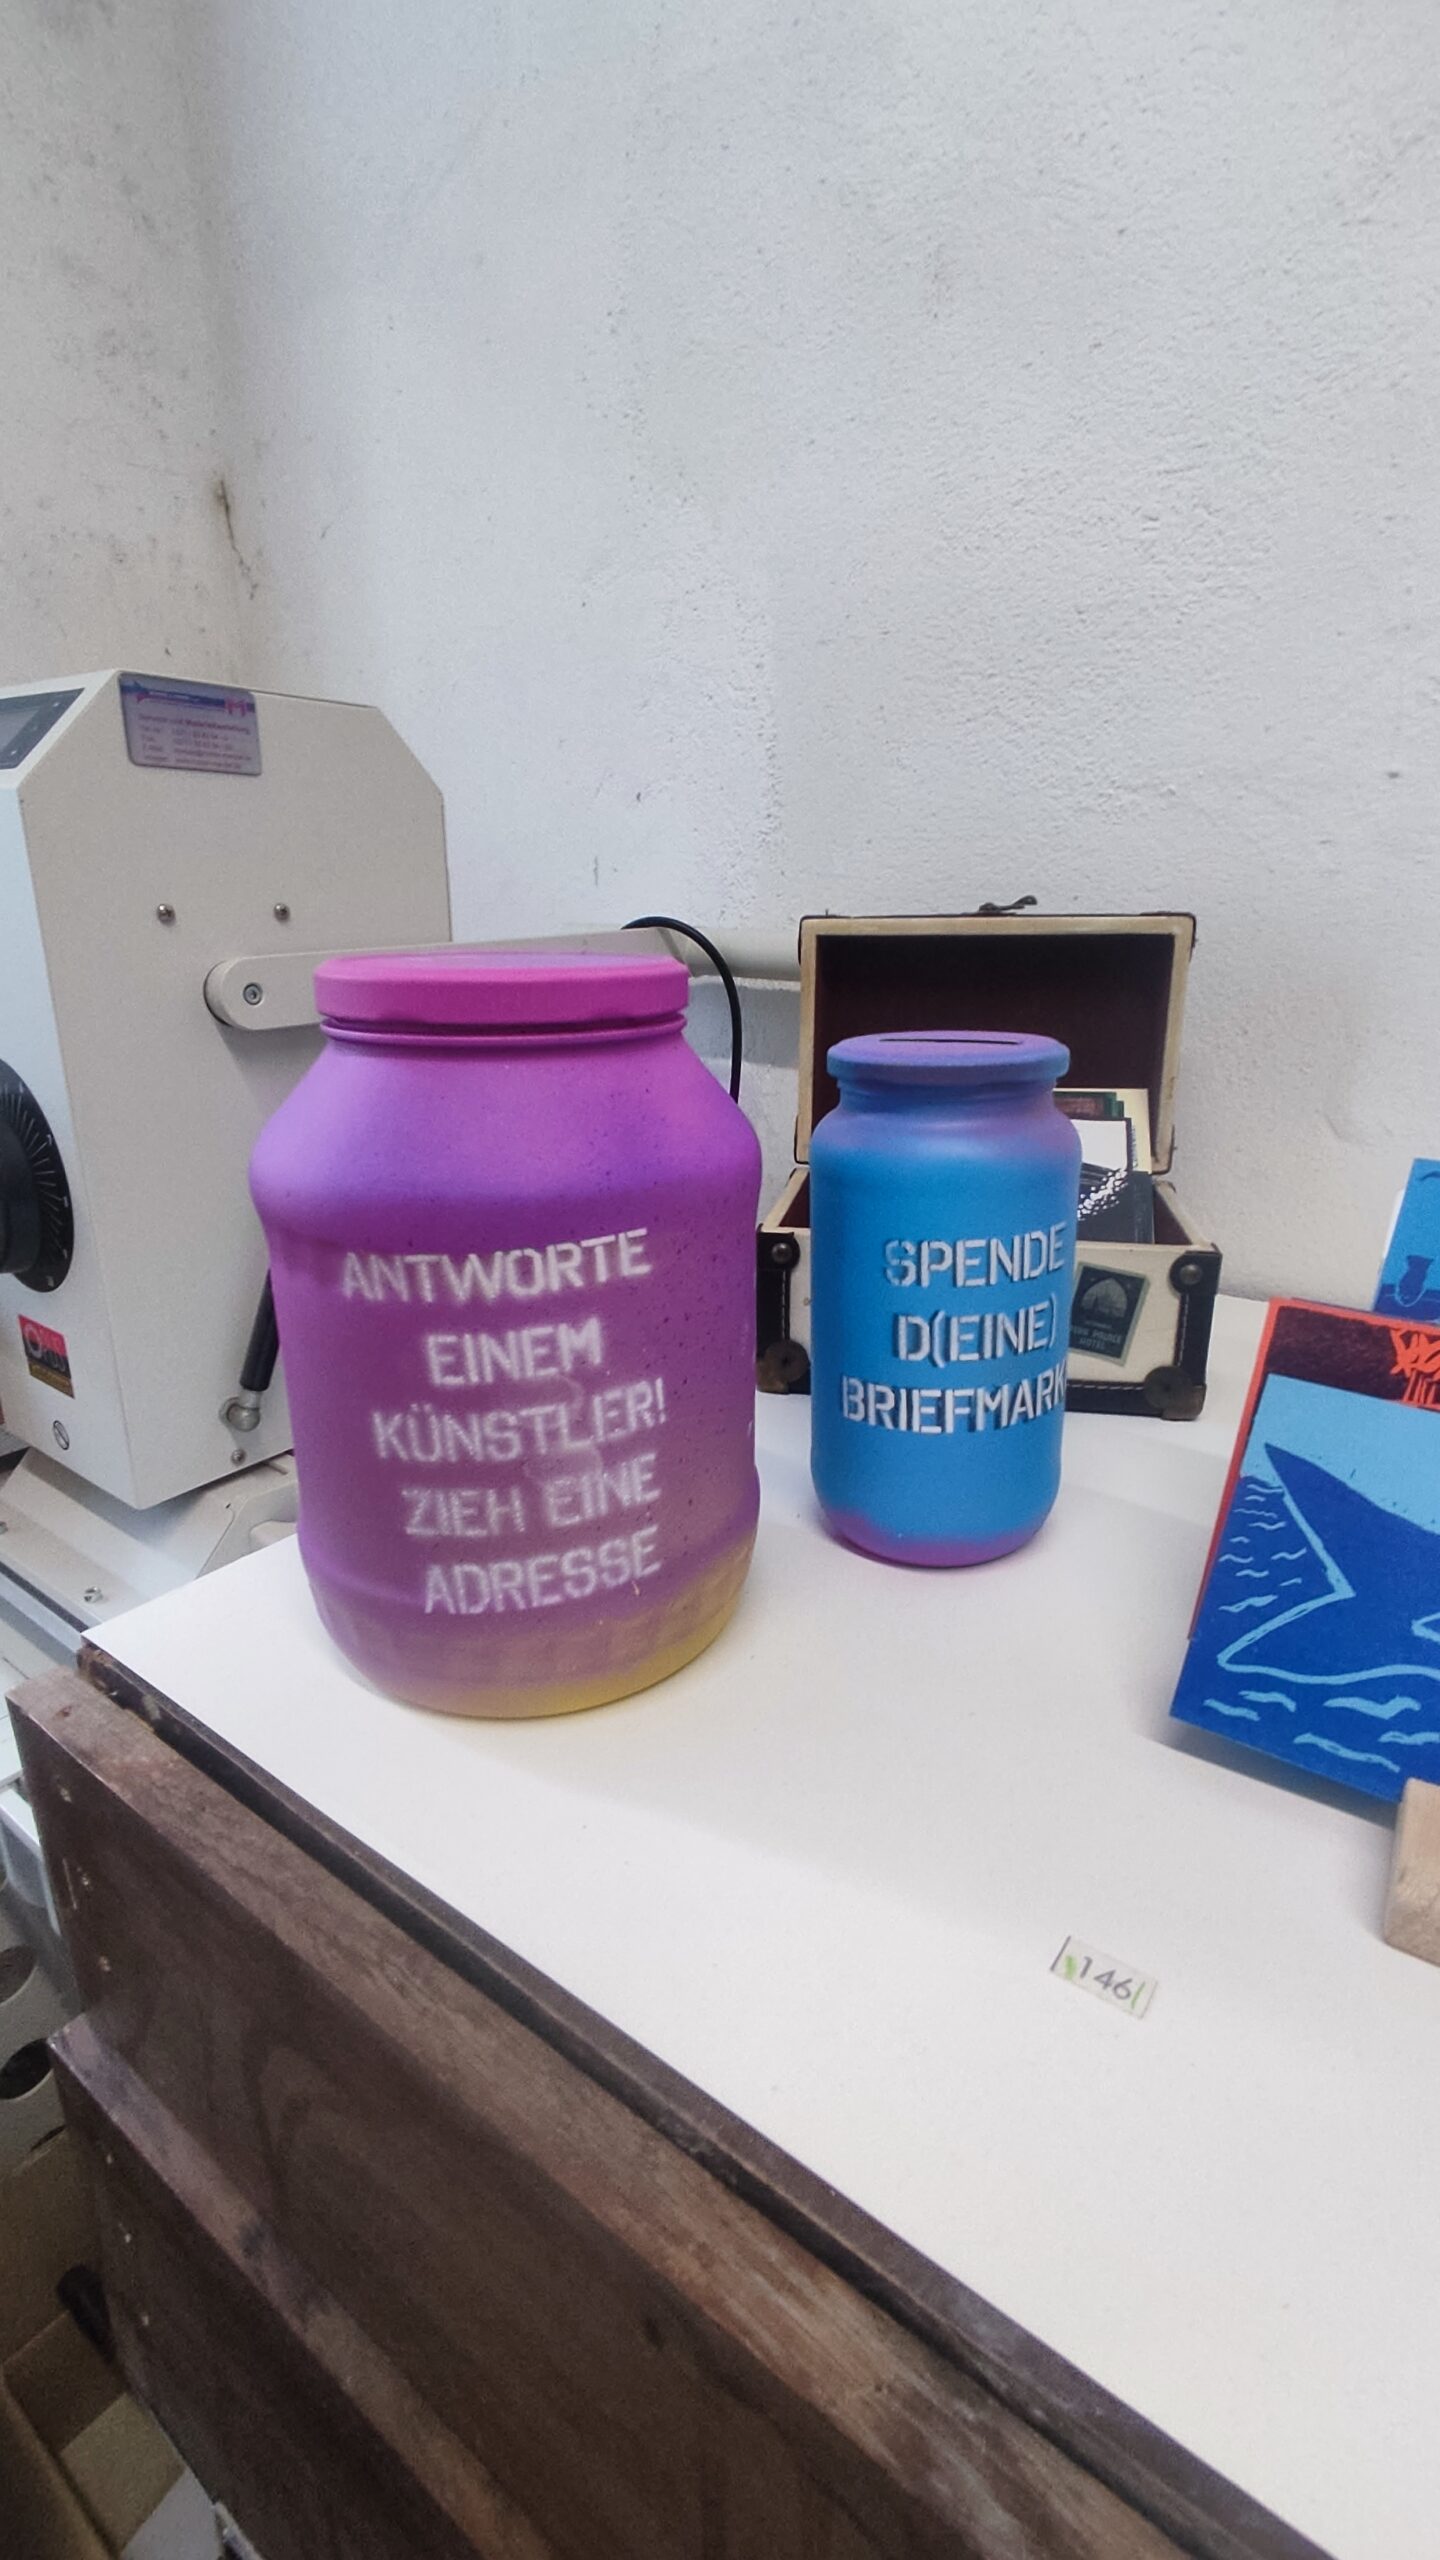 ANTWORTE
EINEM
KÜNSTLER!
ZIEH EINE
ADRESSE
SPENDE
D(EINE)
BRIEFMARK
146